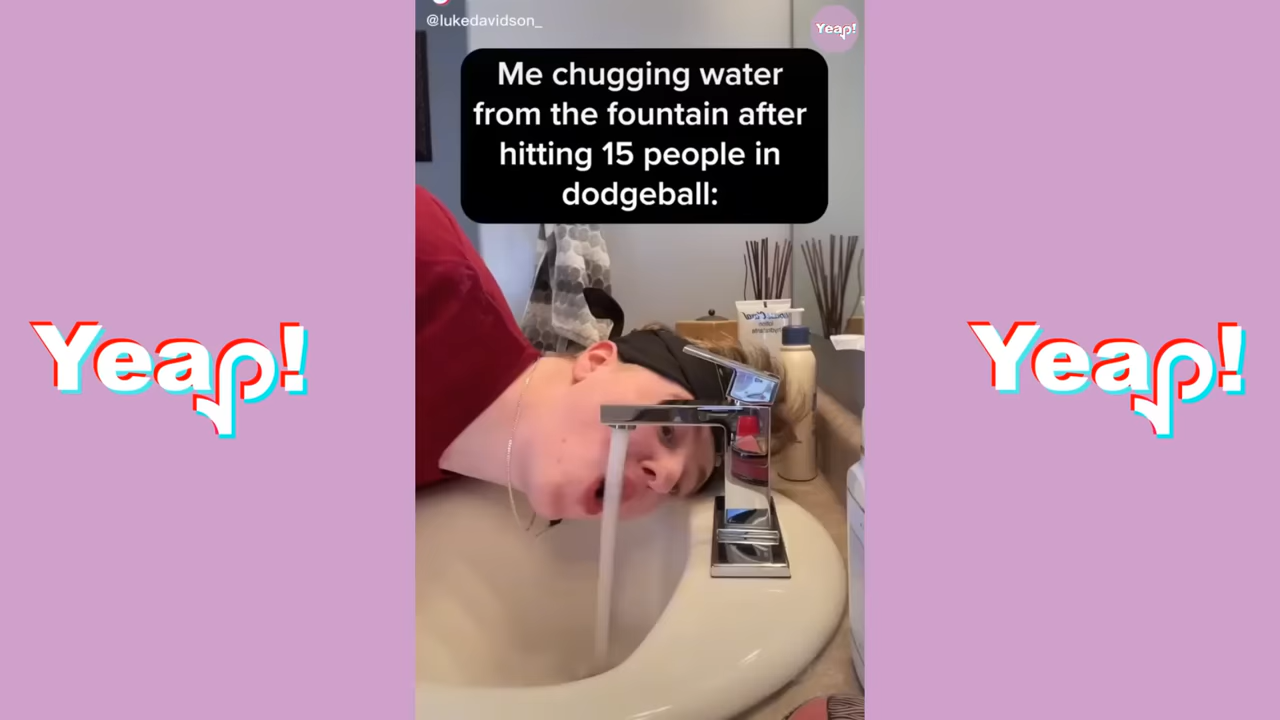 @lukedavidson_
Yeap!
Me chugging water
from the fountain after
hitting 15 people in
dodgeball:
Yeap!
Yeap!